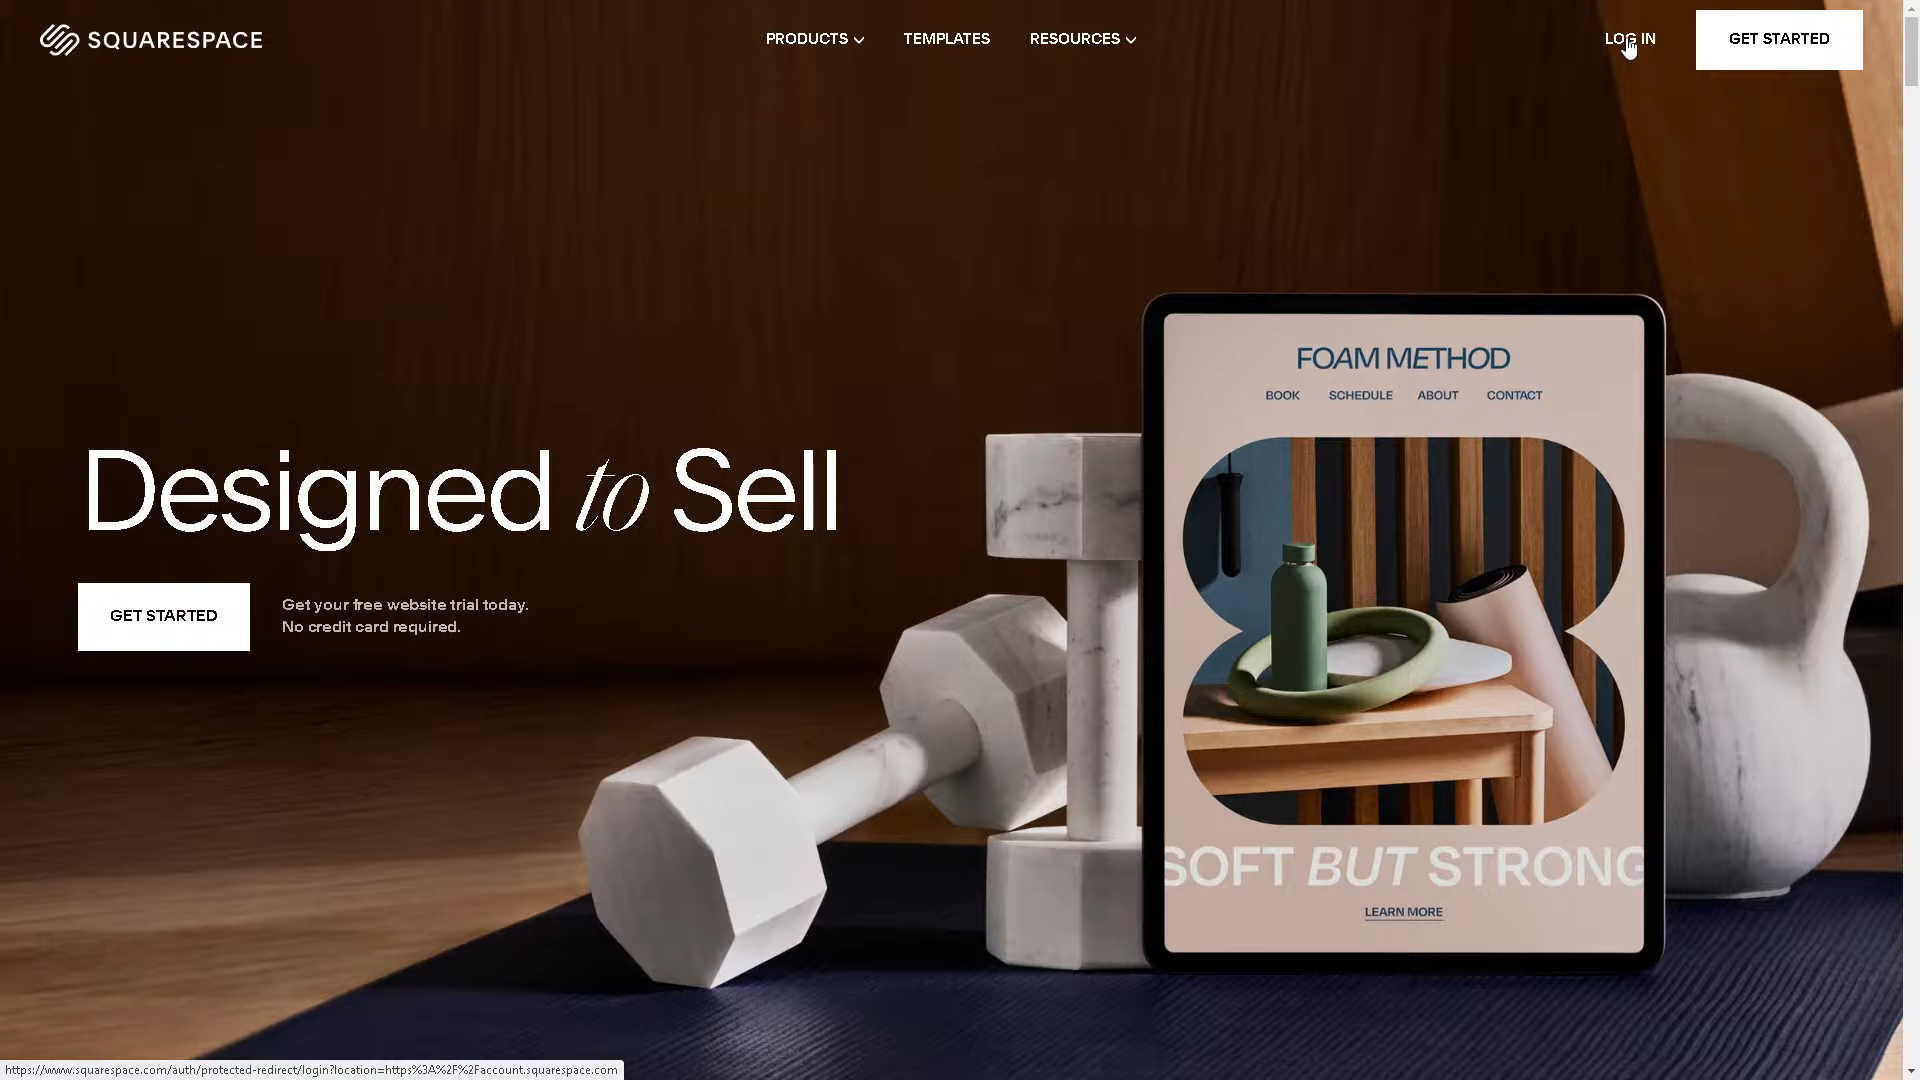 SQUARESPACE
PRODUCTS
TEMPLATES
RESOURCES
LOG IN
GET STARTED
FOAM METHOD
BOOK SCHEDULE ABOUT CONTACT
Designed to Sell
GET STARTED
Get your free website trial today.
No credit card required.
SOFT BUT STRONG
LEARN MORE
https://www.squarespace.com/auth/protected-redirect/login?location=https%3A%2F%2Faccount.squarespace.com